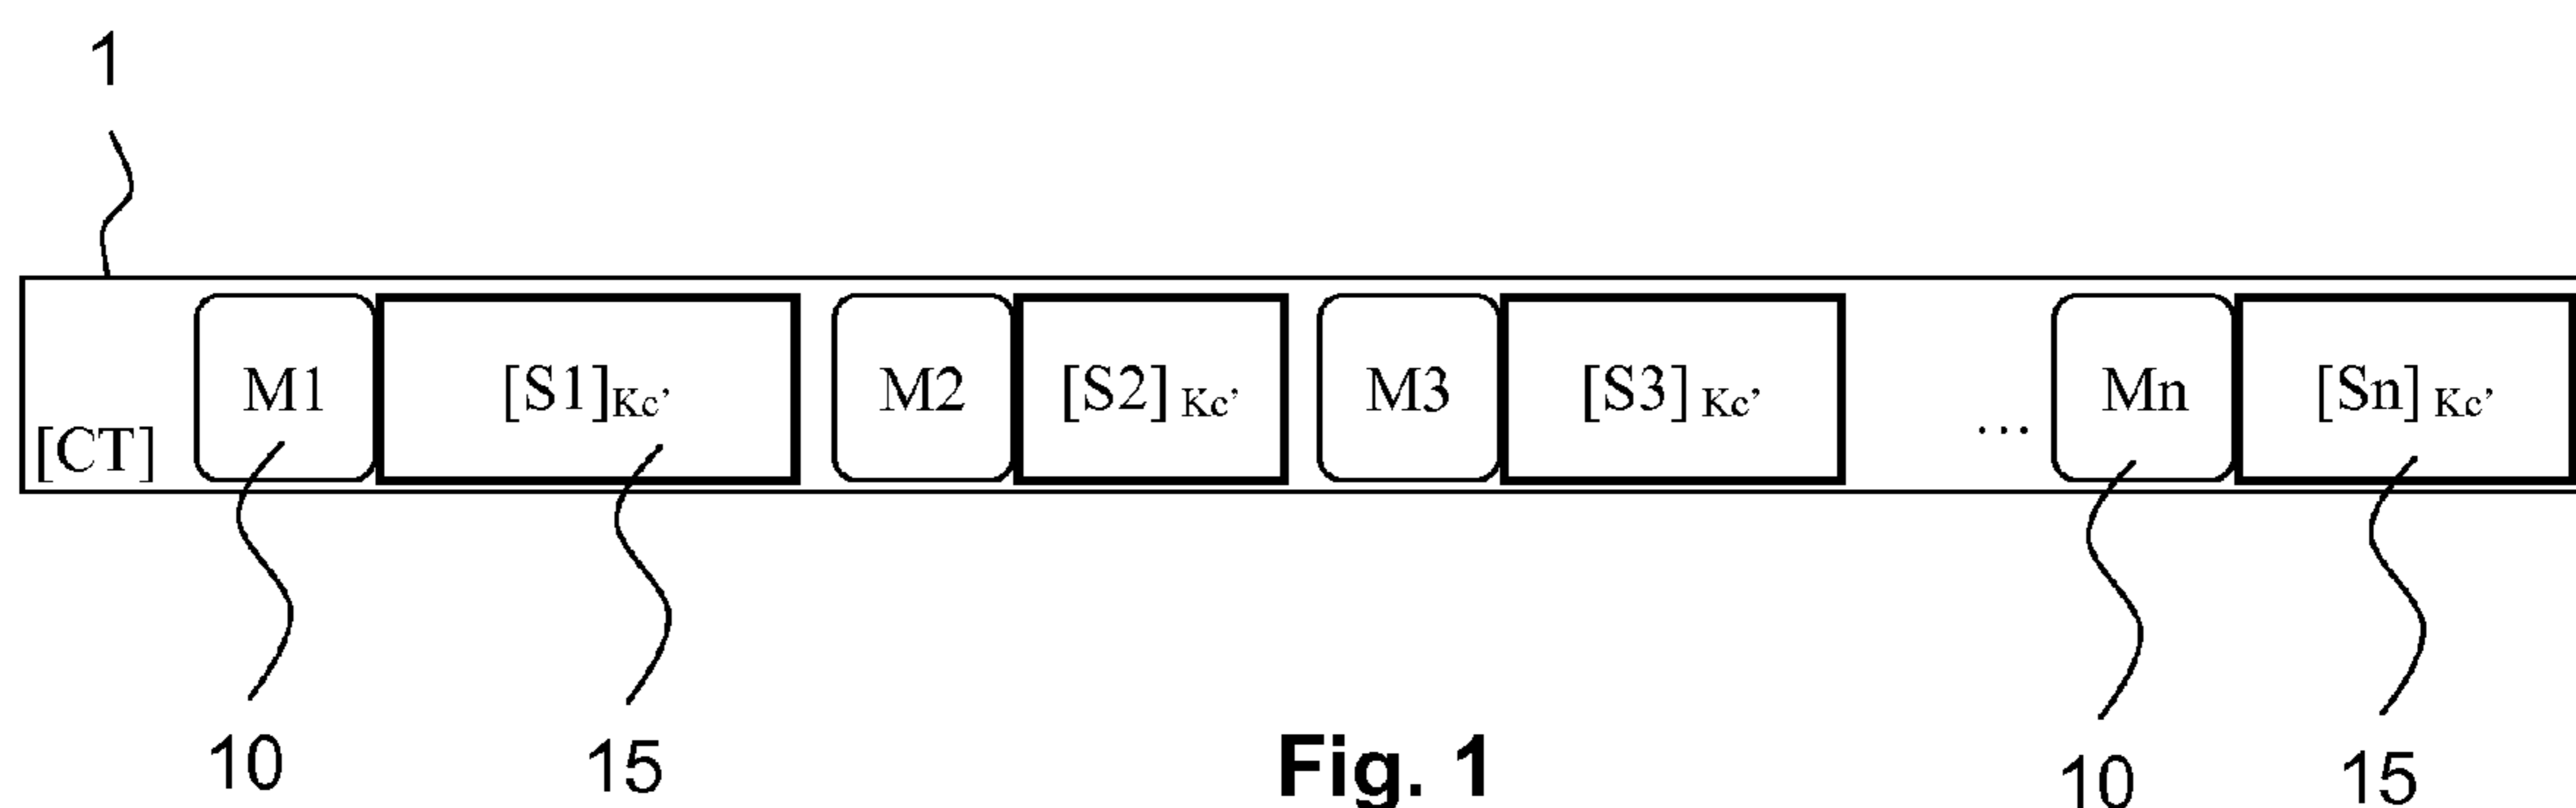 1
[CT] M1 [S1]Kc’ M2 [S2] Kc’ M3 [S3] Kc’ ... Mn [Sn] Kc’
10 15 10 15
Fig. 1